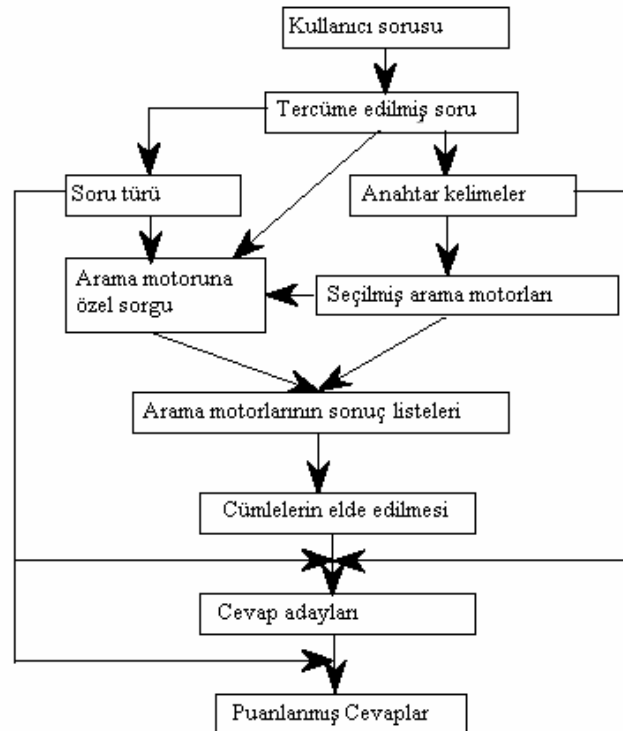 Kullanıcı sorusu
Tercüme edilmiş soru
Soru türü
Anahtar kelimeler
Arama motoruna
özel sorgu
Seçilmiş arama motorları
Arama motorlarının sonuç listeleri
Cümlelerin elde edilmesi
Cevap adayları
Puanlanmış Cevaplar